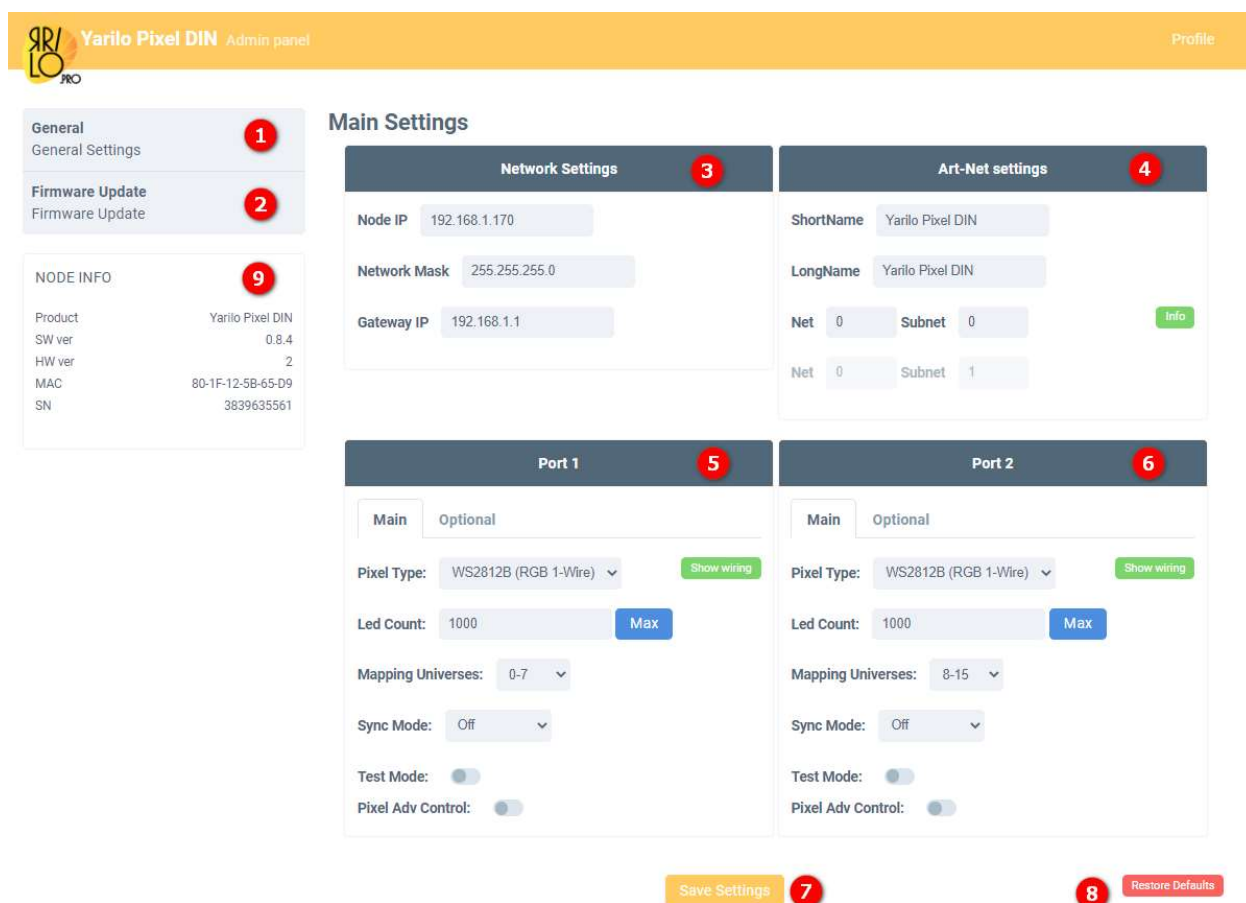 ЯR/
LO
.PRO
Yarilo Pixel DIN Admin panel
Profile
General
General Settings
1
Firmware Update
Firmware Update
2
NODE INFO
9
Product Yarilo Pixel DIN
SW ver 0.8.4
HW ver 2
MAC 80-1F-12-5B-65-D9
SN 3839635561
Main Settings
Network Settings 3
Node IP 192.168.1.170
Network Mask 255.255.255.0
Gateway IP 192.168.1.1
Art-Net settings 4
ShortName Yarilo Pixel DIN
LongName Yarilo Pixel DIN
Net 0 Subnet 0 Info
Net 0 Subnet 1
Port 1 5
Main Optional
Pixel Type: WS2812B (RGB 1-Wire) Show wiring
Led Count: 1000 Max
Mapping Universes: 0-7
Sync Mode: Off
Test Mode:
Pixel Adv Control:
Port 2 6
Main Optional
Pixel Type: WS2812B (RGB 1-Wire) Show wiring
Led Count: 1000 Max
Mapping Universes: 8-15
Sync Mode: Off
Test Mode:
Pixel Adv Control:
Save Settings 7
8 Restore Defaults